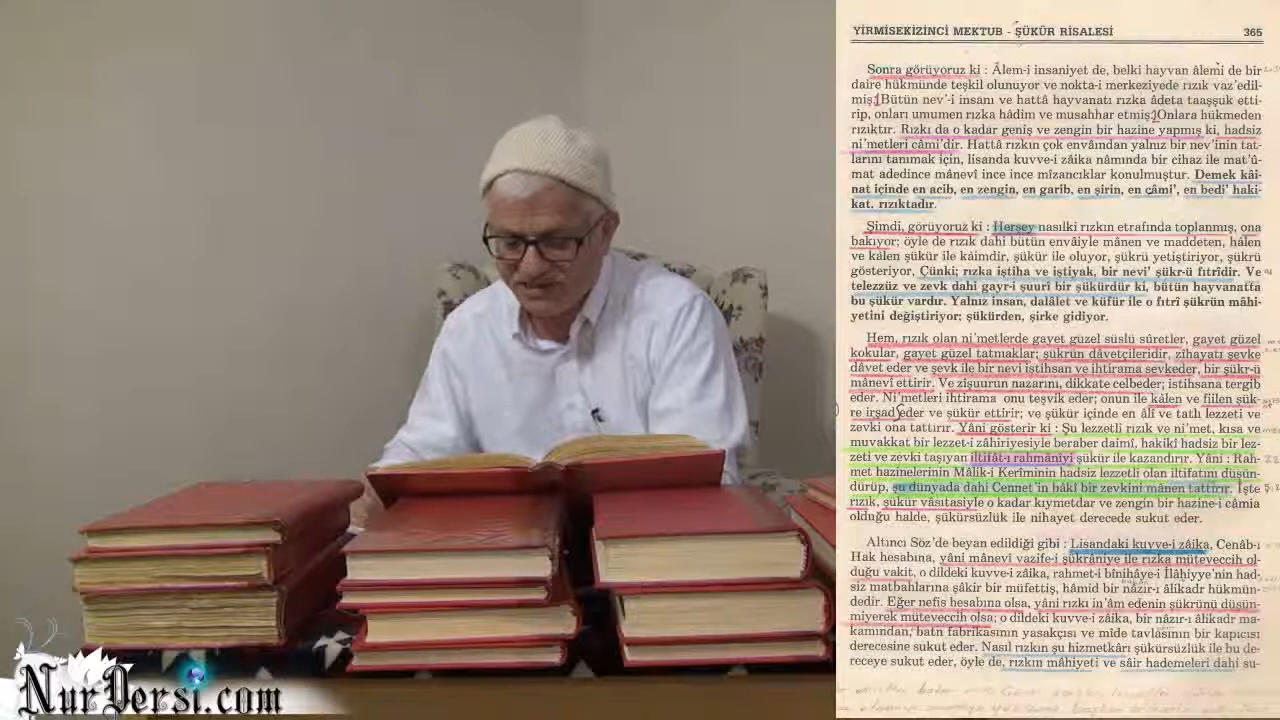 YİRMİSEKİZİNCİ MEKTUB - ŞÜKÜR RİSALESİ 365
Sonra görüyoruz ki : Âlem-i insaniyet de, belki hayvan âlemi de bir
daire hükmünde teşkil olunuyor ve nokta-i merkeziyede rızık vaz'edil-
miş. Bütün nev'-i insanı ve hattâ hayvanatı rızka âdeta taaşşuk etti-
rip, onları umumen rızka hâdim ve musahhar etmiş. Onlara hükmeden
rızıktır. Rızkı da o kadar geniş ve zengin bir hazine yapmış ki, hadsiz
ni'metleri câmi'dir. Hattâ rızkın çok envâından yalnız bir nev'inin tat-
larını tanımak için, lisanda kuvve-i zâika nâmında bir cihaz ile mat'û-
mat adedince mânevî ince ince mîzancıklar konulmuştur. Demek kâi-
nat içinde en acib, en zengin, en garib, en şirin, en câmi', en bedi' haki-
kat, rızıktadır.
Şimdi, görüyoruz ki : Herşey nasılki rızkın etrafında toplanmış, ona
bakıyor; öyle de rızık dahi bütün envâiyle mânen ve maddeten, hâlen
ve kâlen şükür ile kâimdir, şükür ile oluyor, şükrü yetiştiriyor, şükrü
gösteriyor. Çünki; rızka iştiha ve iştiyak, bir nevi' şükr-ü fıtrîdir. Ve
telezzüz ve zevk dahi gayr-i şuurî bir şükürdür ki, bütün hayvanatta
bu şükür vardır. Yalnız insan, dalâlet ve küfür ile o fıtrî şükrün mâhi-
yetini değiştiriyor; şükürden, şirke gidiyor.
Hem, rızık olan ni'metlerde gayet güzel süslü sûretler, gayet güzel
kokular, gayet güzel tatmaklar; şükrün dâvetçileridir, zîhayatı şevke
dâvet eder ve şevk ile bir nevi istihsan ve ihtirama sevkeder, bir şükr-ü
mânevî ettirir. Ve zîşuurun nazarını, dikkate celbeder; istihsana tergib
eder. Ni'metleri ihtirama onu teşvik eder; onun ile kâlen ve fiilen şük-
re irşad eder ve şükür ettirir; ve şükür içinde en âlî ve tatlı lezzeti ve
zevki ona tattırır. Yâni gösterir ki : Şu lezzetli rızık ve ni'met, kısa ve
muvakkat bir lezzet-i zâhiriyesiyle beraber daimî, hakikî hadsiz bir lez-
zeti ve zevki taşıyan iltifât-ı rahmâniyi şükür ile kazandırır. Yâni : Rah-
met hazinelerinin Mâlik-i Kerîminin hadsiz lezzetli olan iltifatını düşün-
dürüp, şu dünyada dahi Cennet'in bâkî bir zevkini mânen tattırır. İşte
rızık, şükür vâsıtasiyle o kadar kıymetdar ve zengin bir hazine-i câmia
olduğu halde, şükürsüzlük ile nihayet derecede sukut eder.
Altıncı Söz'de beyan edildiği gibi : Lisandaki kuvve-i zâika, Cenâb-ı
Hak hesabına, yâni mânevî vazife-i şükrâniye ile rızka müteveccih ol-
duğu vakit, o dildeki kuvve-i zâika, rahmet-i bînihâye-i İlâhiyye'nin had-
siz matbahlarına şâkir bir müfettiş, hâmid bir nâzır-ı âlikadr hükmün-
dedir. Eğer nefis hesabına olsa, yâni rızkı in'âm edenin şükrünü düşün-
miyerek müteveccih olsa; o dildeki kuvve-i zâika, bir nâzır-ı âlikadr ma-
kamından, batn fabrikasının yasakçısı ve mîde tavlasının bir kapıcısı
derecesine sukut eder. Nasıl rızkın şu hizmetkârı şükürsüzlük ile bu de-
receye sukut eder, öyle de, rızkın mâhiyeti ve sâir hademeleri dahi su-
NurDersi.com